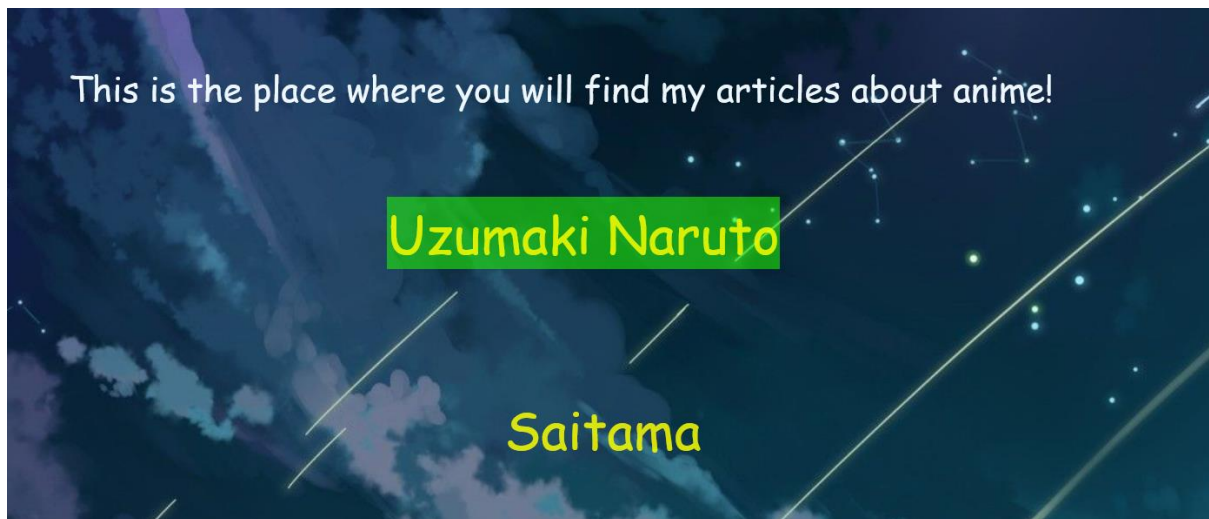 This is the place where you will find my articles about anime!
Uzumaki Naruto
Saitama